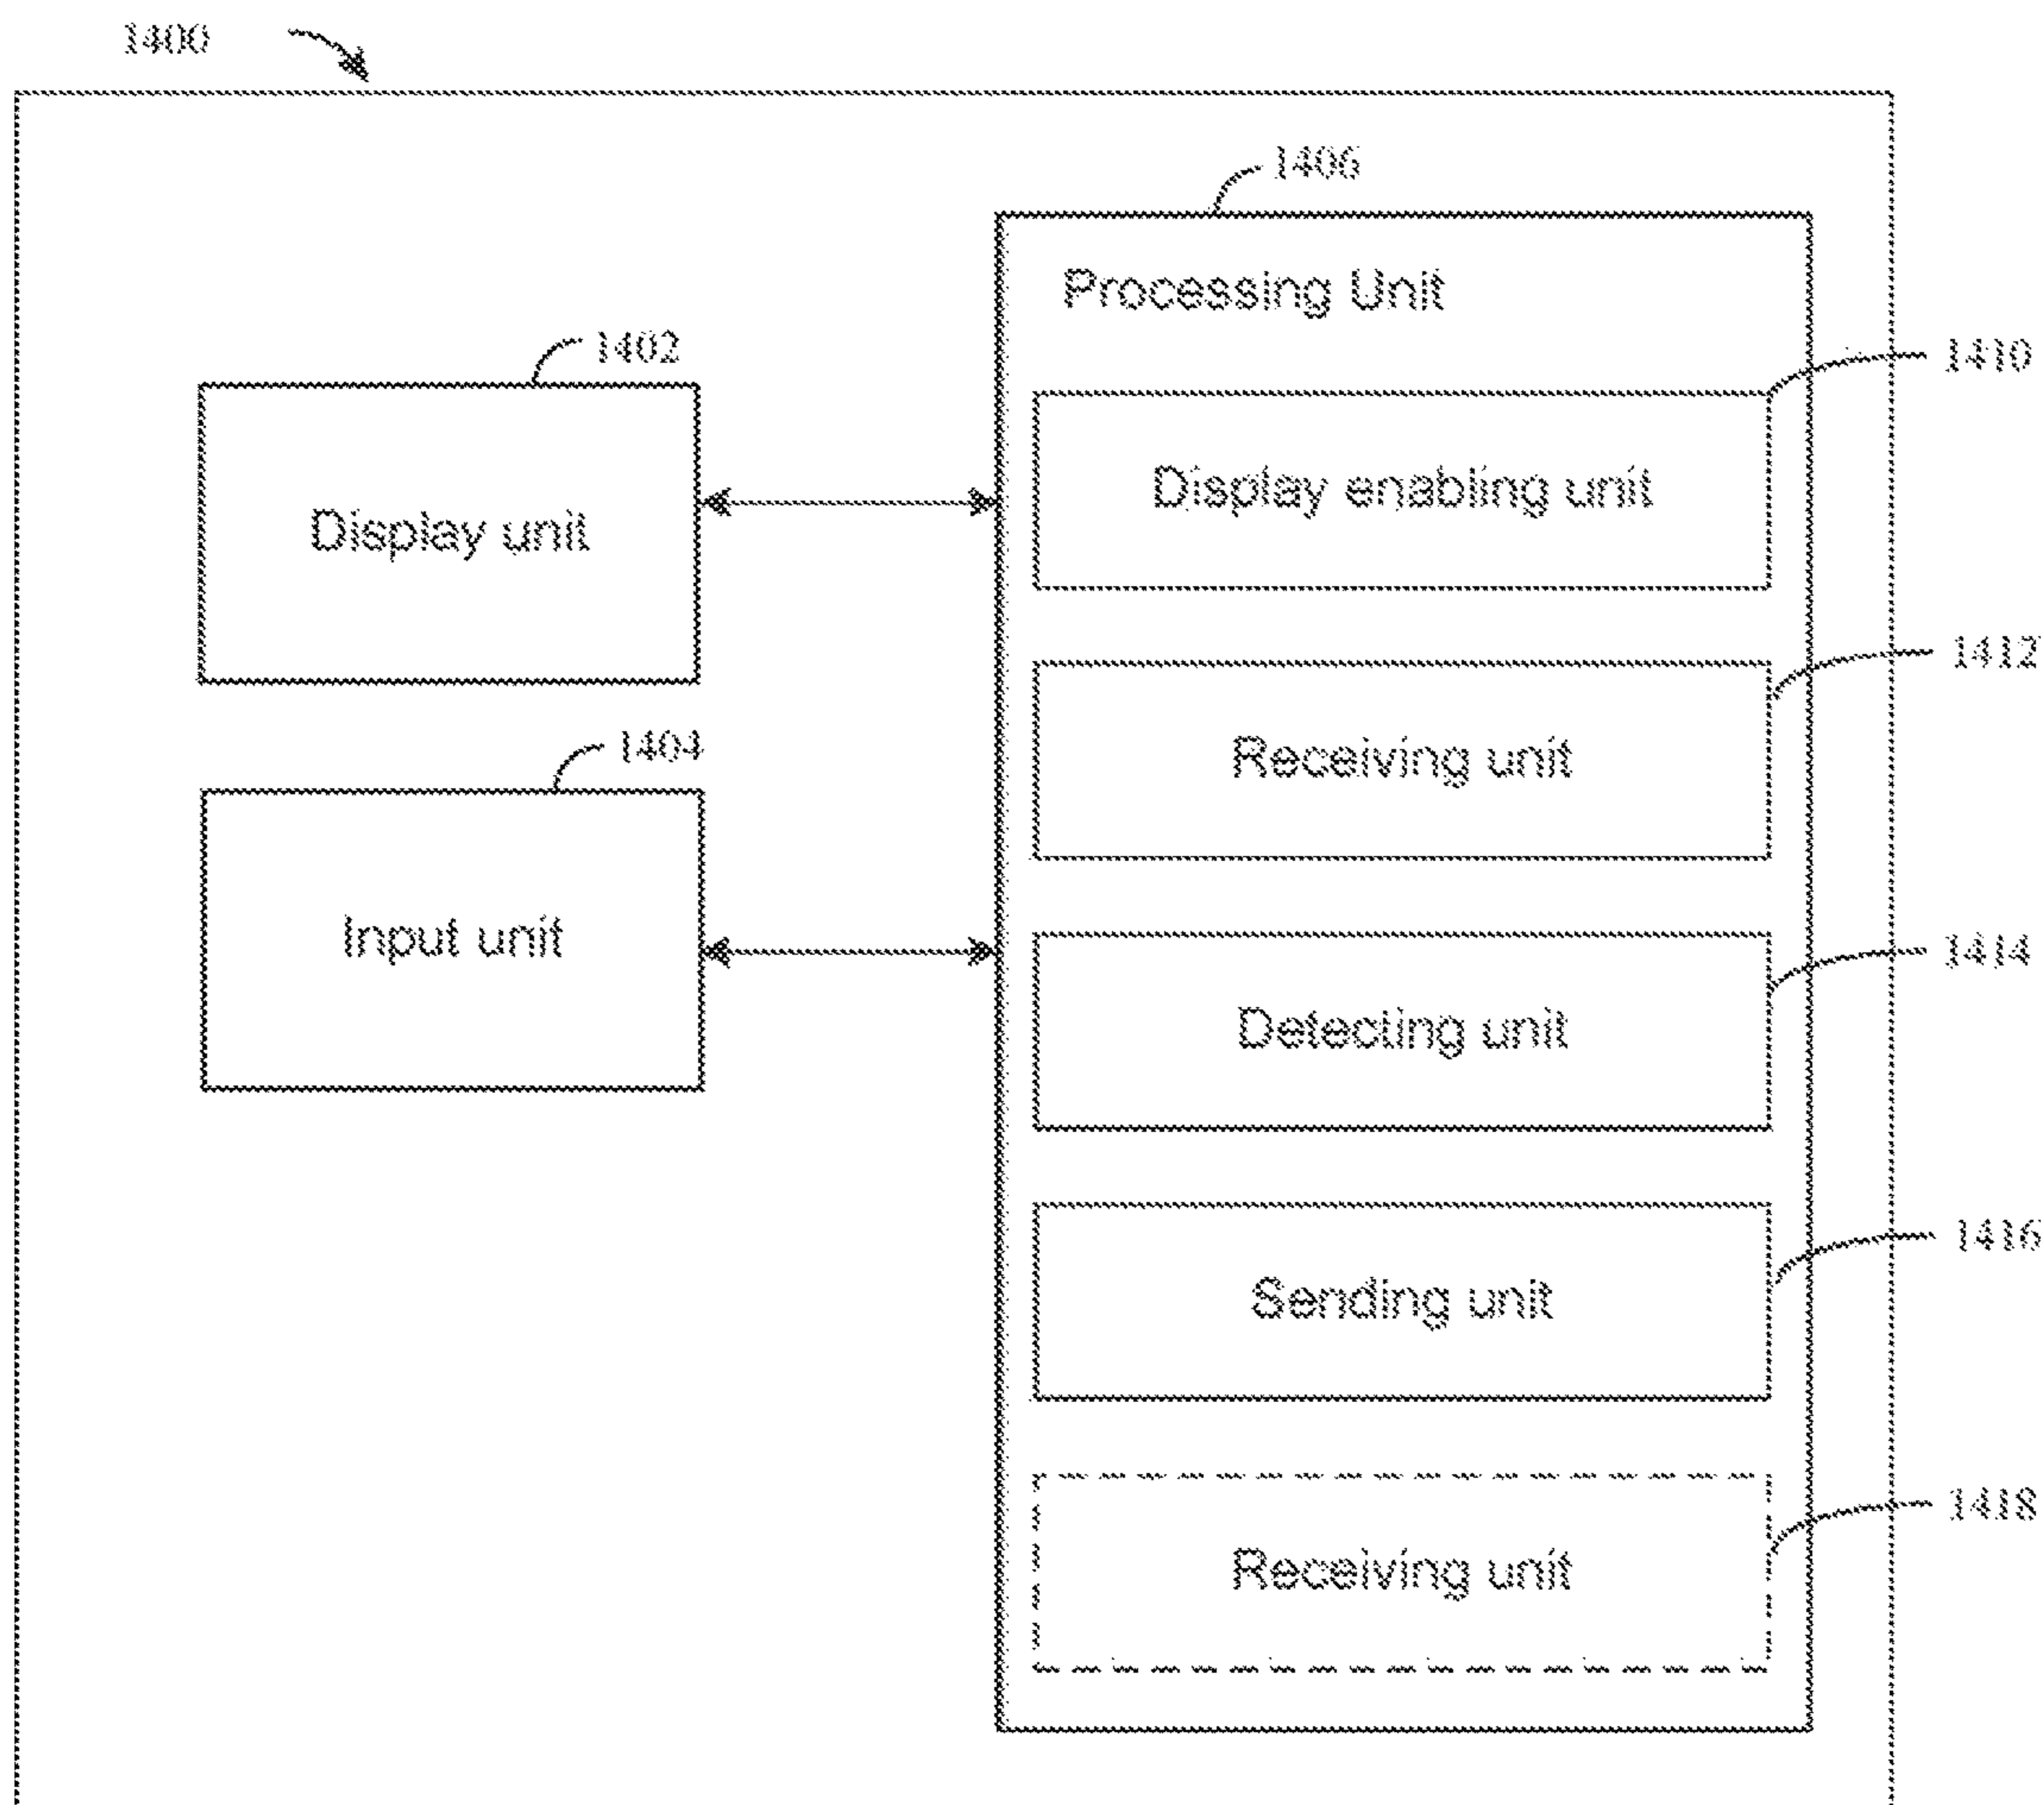 1400
1406
Processing Unit
1402
1410
Display enabling unit
Display unit
1412
1404
Receiving unit
Input unit
1414
Detecting unit
1416
Sending unit
1418
Receiving unit